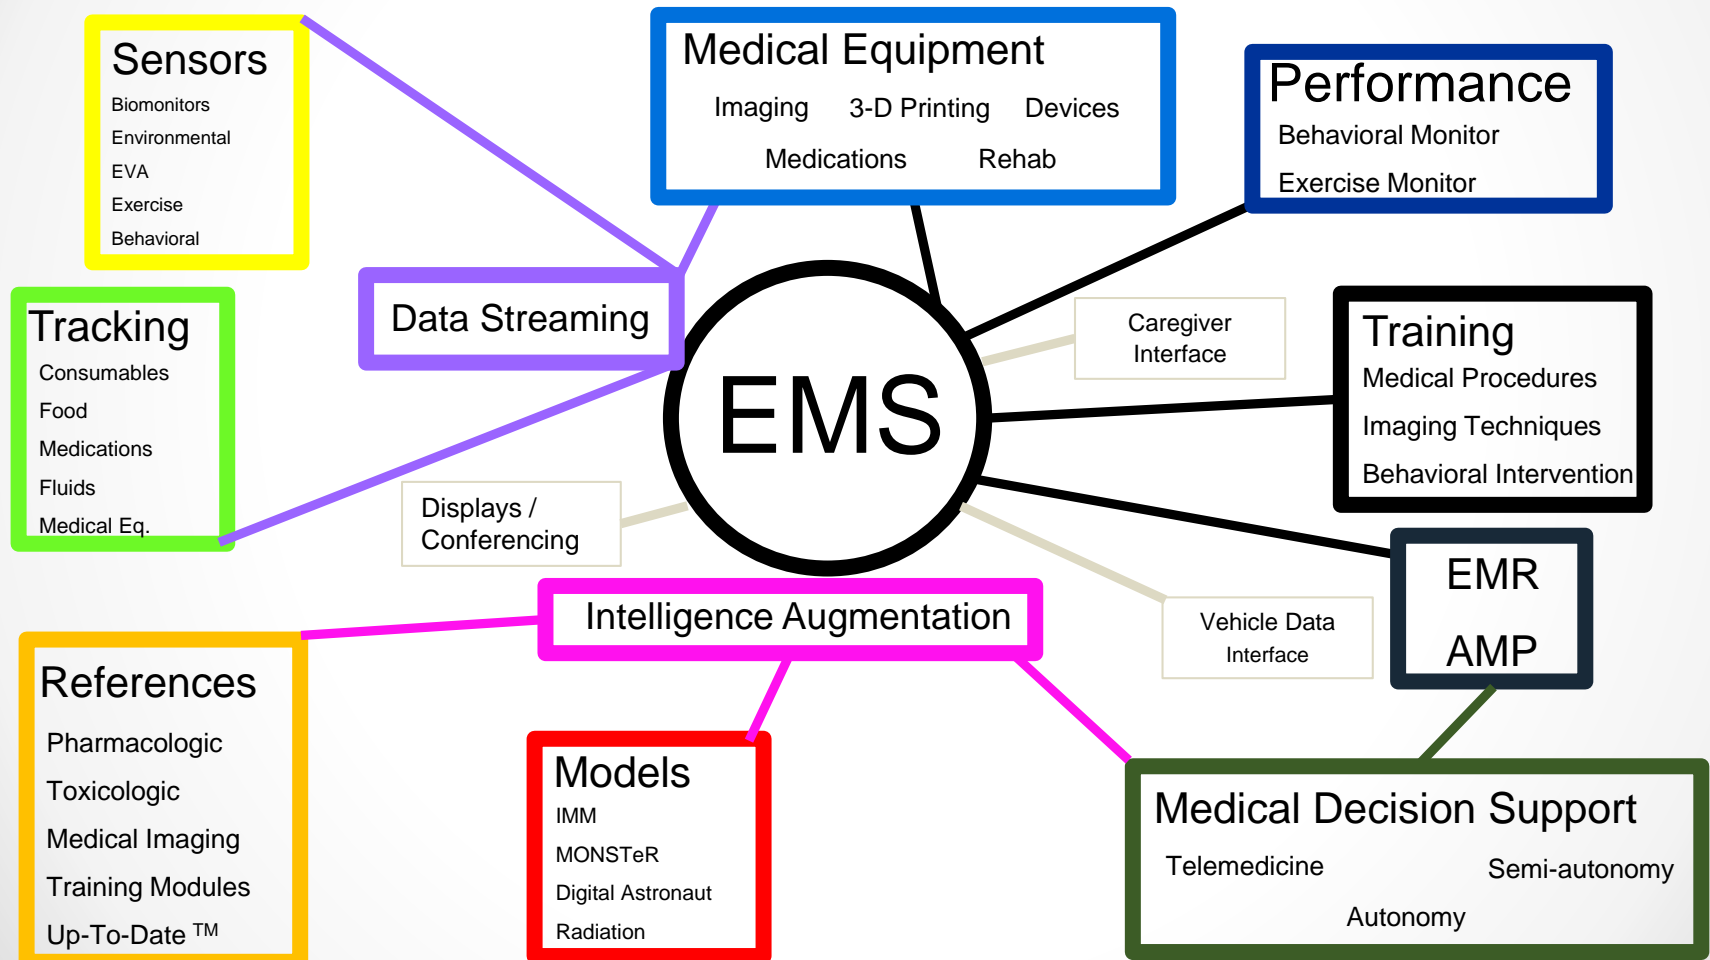 Sensors
Biomonitors
Environmental
EVA
Exercise
Behavioral
Medical Equipment
Imaging 3-D Printing Devices
Medications Rehab
Performance
Behavioral Monitor
Exercise Monitor
Tracking
Consumables
Food
Medications
Fluids
Medical Eq.
Data Streaming
EMS
Caregiver
Interface
Training
Medical Procedures
Imaging Techniques
Behavioral Intervention
Displays /
Conferencing
Intelligence Augmentation
Vehicle Data
Interface
EMR
AMP
References
Pharmacologic
Toxicologic
Medical Imaging
Training Modules
Up-To-Date TM
Models
IMM
MONSTeR
Digital Astronaut
Radiation
Medical Decision Support
Telemedicine Semi-autonomy
Autonomy